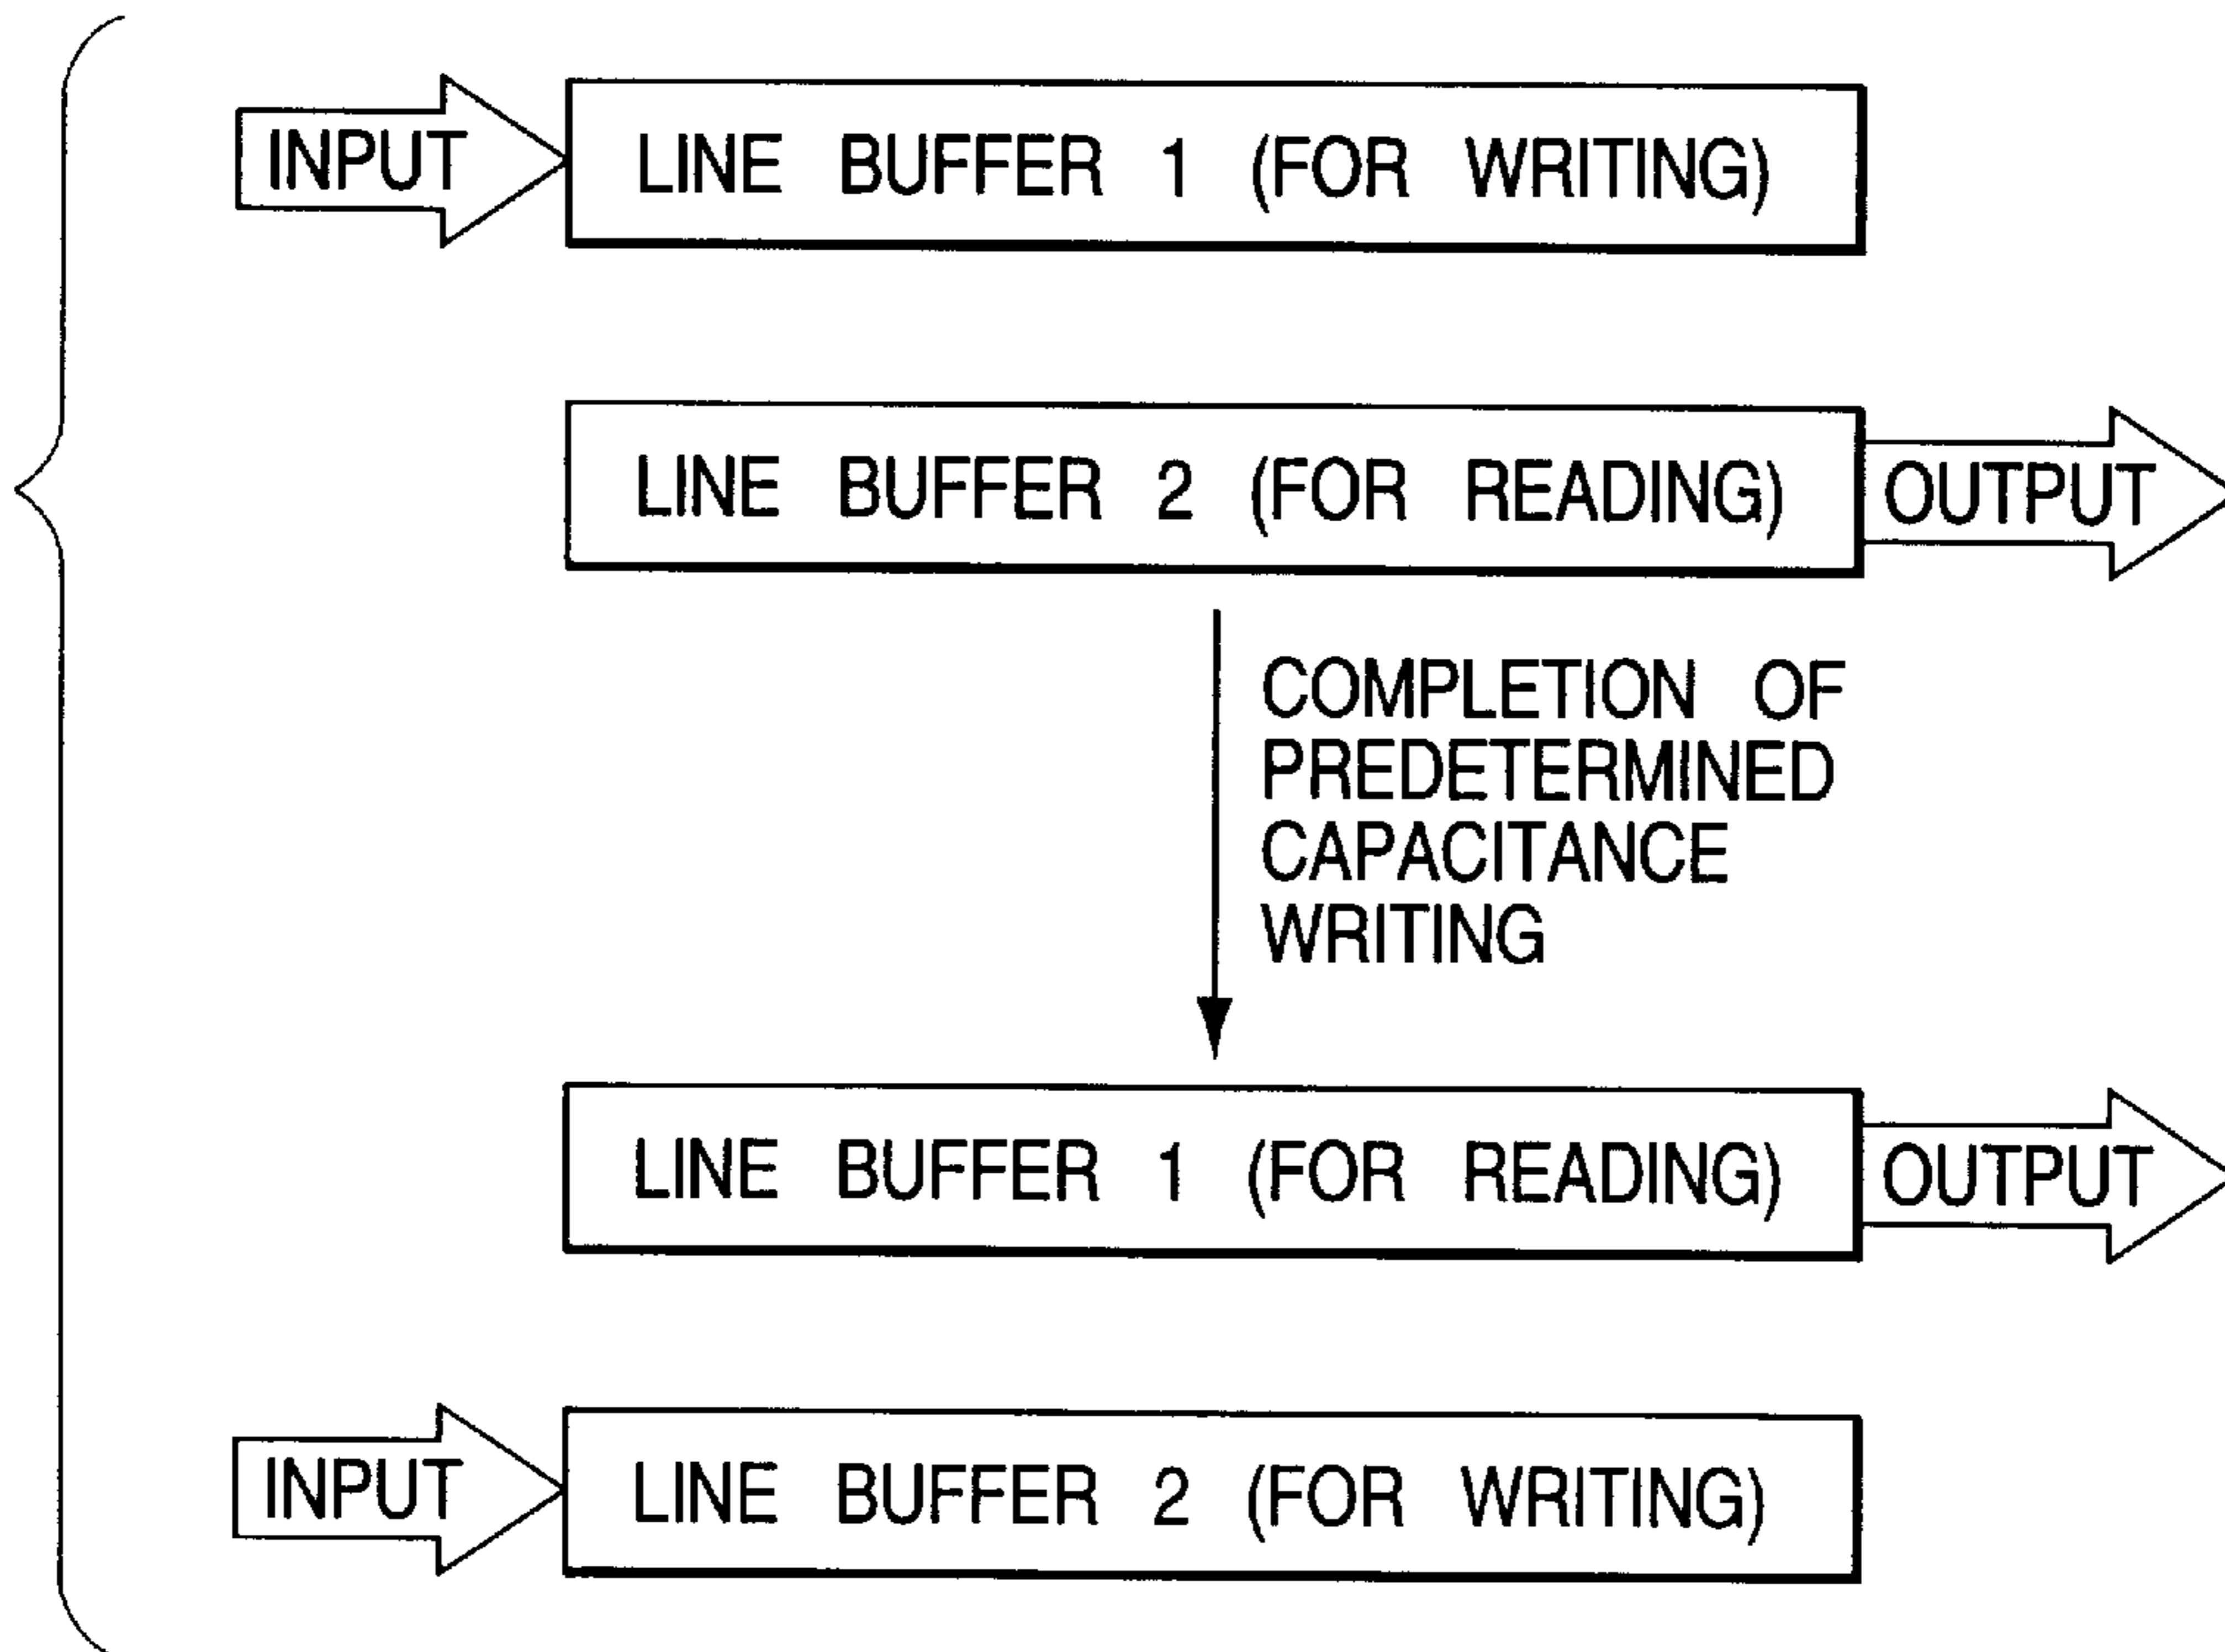 INPUT
LINE BUFFER 1 (FOR WRITING)
LINE BUFFER 2 (FOR READING)
OUTPUT
COMPLETION OF
PREDETERMINED
CAPACITANCE
WRITING
LINE BUFFER 1 (FOR READING)
OUTPUT
INPUT
LINE BUFFER 2 (FOR WRITING)